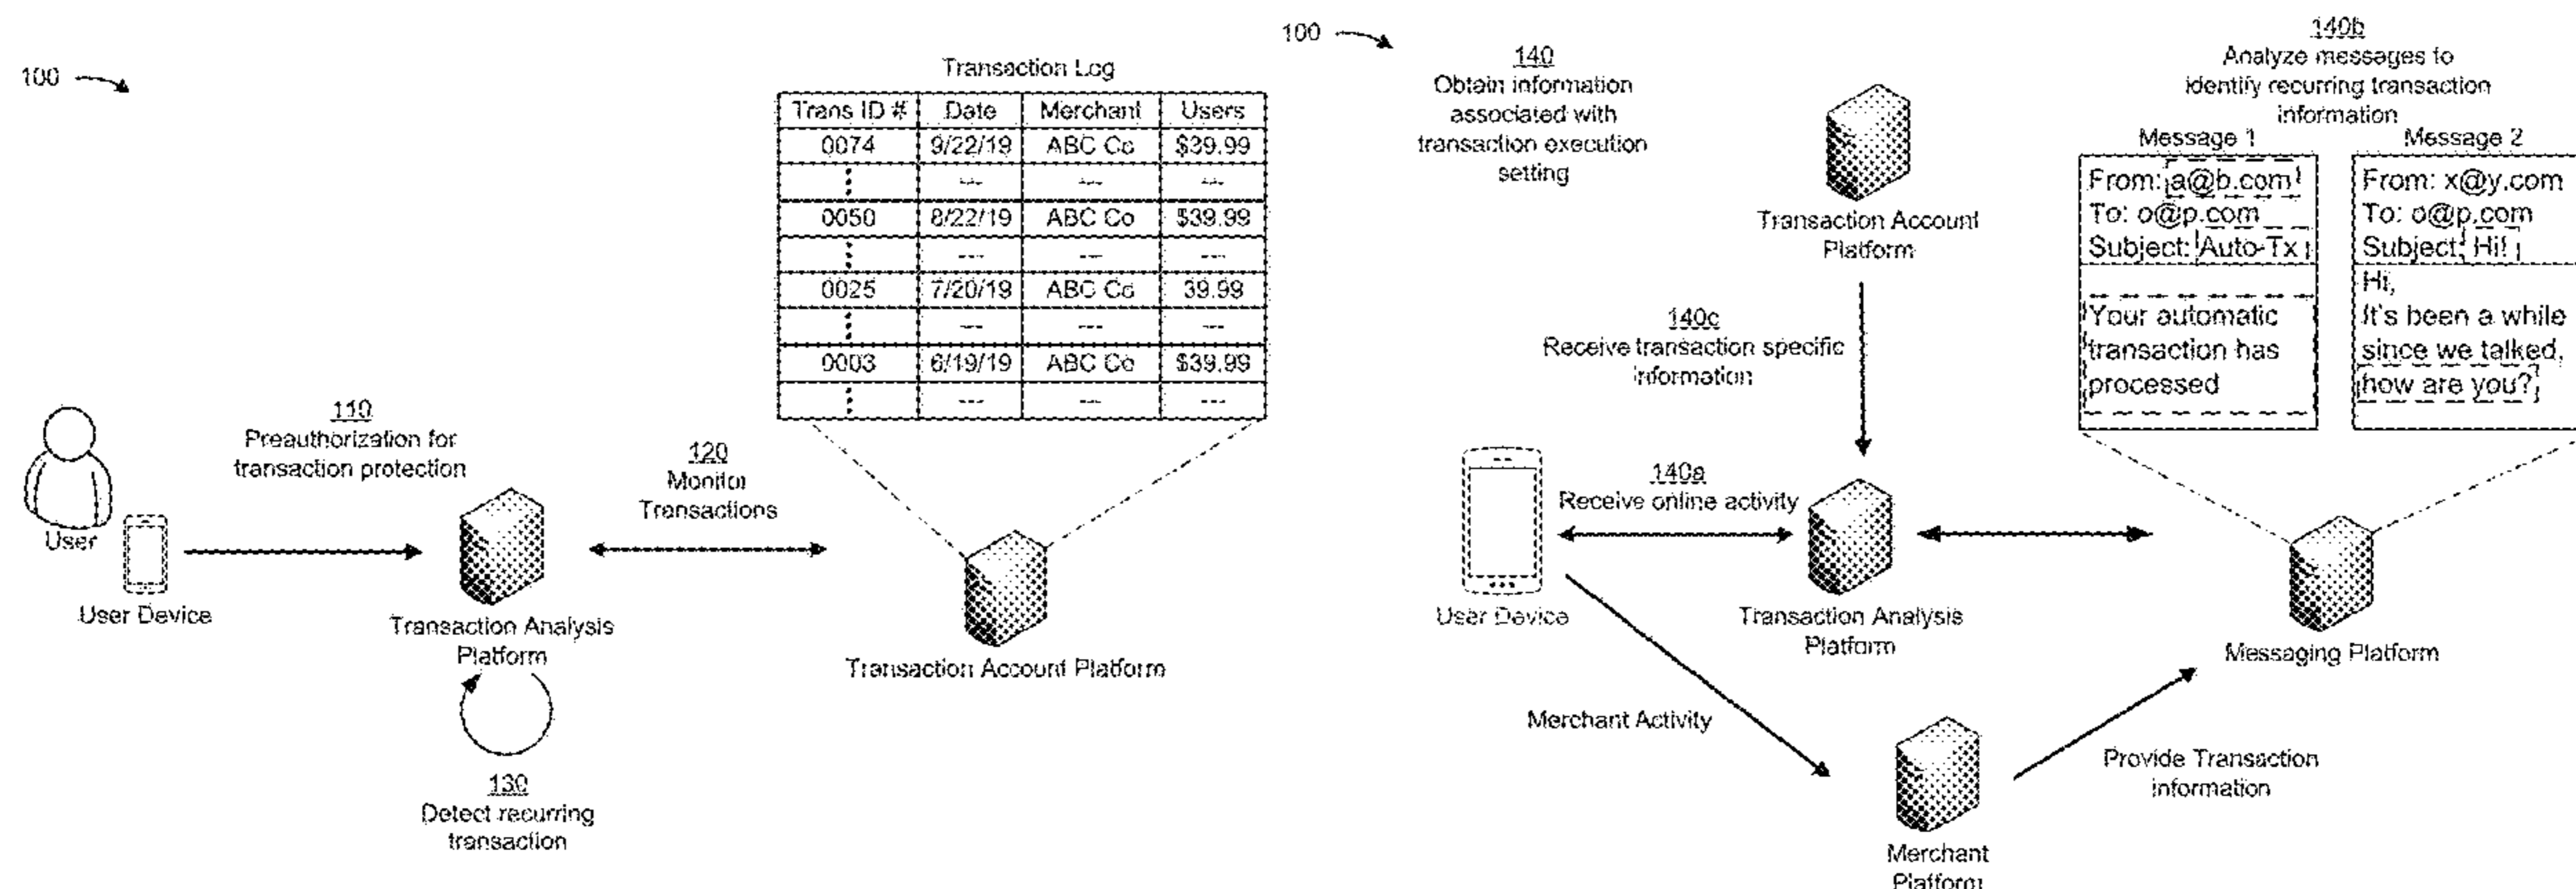 100
Transaction Log
Trans ID # Date Merchant Users
0074 9/22/19 ABC Co $39.99
--- --- ---
0050 8/22/19 ABC Co $39.99
--- --- ---
0025 7/20/19 ABC Co 39.99
--- --- ---
0003 6/19/19 ABC Co $39.99
--- --- ---
User
User Device
110
Preauthorization for
transaction protection
Transaction Analysis
Platform
120
Monitor
Transactions
Transaction Account Platform
130
Detect recurring
transaction
100
140
Obtain information
associated with
transaction execution
setting
Transaction Account
Platform
140b
Analyze messages to
identify recurring transaction
information
Message 1
From: a@b.com
To: o@p.com
Subject: Auto-Tx
Your automatic
transaction has
processed
Message 2
From: x@y.com
To: o@p.com
Subject: Hi!
Hi,
It's been a while
since we talked,
how are you?
140c
Receive transaction specific
information
140a
Receive online activity
User Device
Transaction Analysis
Platform
Messaging Platform
Merchant Activity
Provide Transaction
information
Merchant
Platform